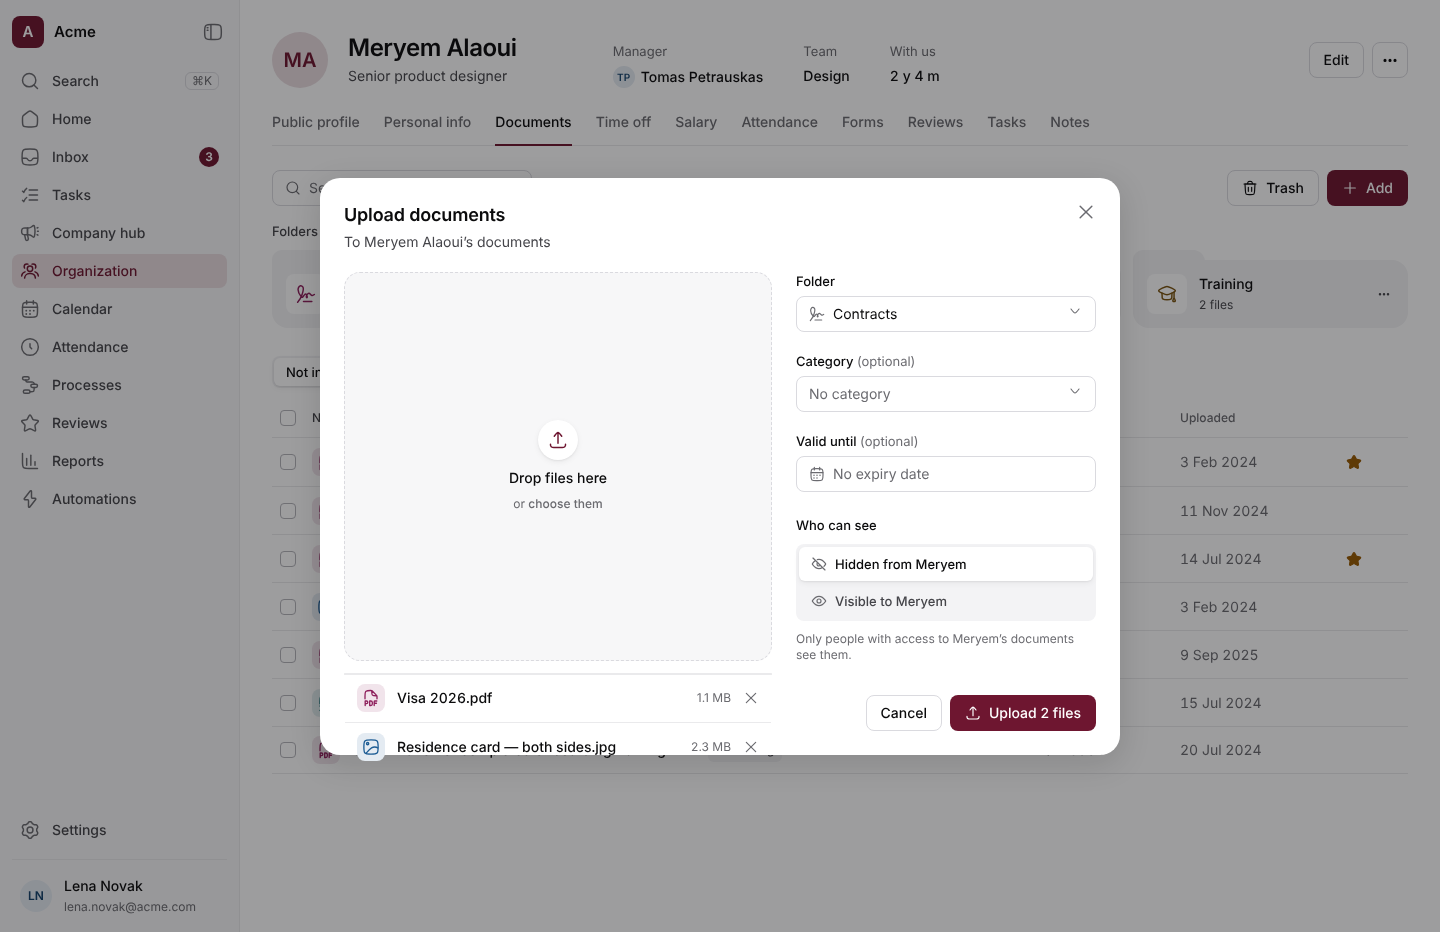 A Acme
Search ⌘K
Home
Inbox 3
Tasks
Company hub
Organization
Calendar
Attendance
Processes
Reviews
Reports
Automations
Settings
LN Lena Novak
lena.novak@acme.com
MA Meryem Alaoui
Senior product designer
Manager
TP Tomas Petrauskas
Team
Design
With us
2 y 4 m
Edit
Public profile Personal info Documents Time off Salary Attendance Forms Reviews Tasks Notes
Trash
Add
Folders
Training
2 files
Uploaded
3 Feb 2024
11 Nov 2024
14 Jul 2024
3 Feb 2024
9 Sep 2025
15 Jul 2024
20 Jul 2024
Upload documents
To Meryem Alaoui’s documents
Drop files here
or choose them
PDF Visa 2026.pdf 1.1 MB
Residence card — both sides.jpg 2.3 MB
Folder
Contracts
Category (optional)
No category
Valid until (optional)
No expiry date
Who can see
Hidden from Meryem
Visible to Meryem
Only people with access to Meryem’s documents
see them.
Cancel
Upload 2 files